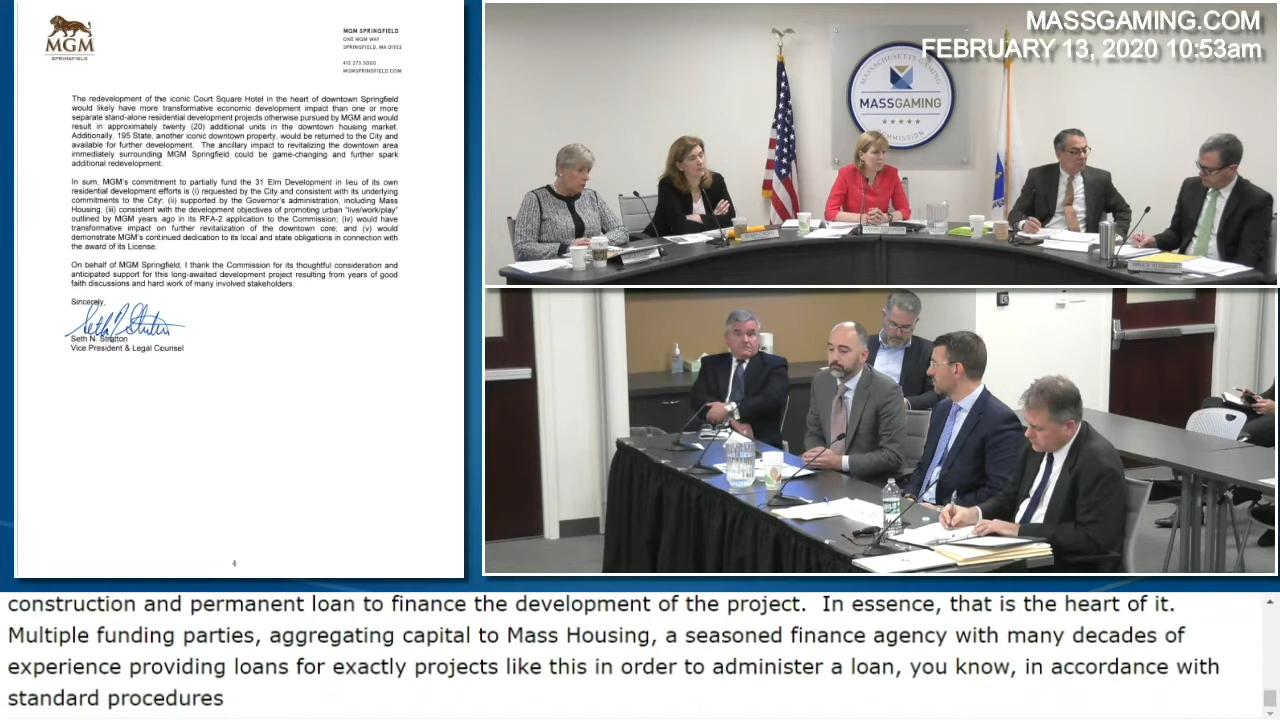 MGM
SPRINGFIELD
MGM SPRINGFIELD
ONE MGM WAY
SPRINGFIELD, MA 01103
413.273.5000
MGMSPRINGFIELD.COM
The redevelopment of the iconic Court Square Hotel in the heart of downtown Springfield
would likely have more transformative economic development impact than one or more
separate stand-alone residential development projects otherwise pursued by MGM and would
result in approximately twenty (20) additional units in the downtown housing market.
Additionally, 195 State, another iconic downtown property, would be returned to the City and
available for further development. The ancillary impact to revitalizing the downtown area
immediately surrounding MGM Springfield could be game-changing and further spark
additional redevelopment.
In sum, MGM's commitment to partially fund the 31 Elm Development in lieu of its own
residential development efforts is (i) requested by the City and consistent with its underlying
commitments to the City; (ii) supported by the Governor's administration, including Mass
Housing; (iii) consistent with the development objectives of promoting urban "live/work/play"
outlined by MGM years ago in its RFA-2 application to the Commission; (iv) would have
transformative impact on further revitalization of the downtown core; and (v) would
demonstrate MGM's continued dedication to its local and state obligations in connection with
the award of its License.
On behalf of MGM Springfield, I thank the Commission for its thoughtful consideration and
anticipated support for this long-awaited development project resulting from years of good
faith discussions and hard work of many involved stakeholders.
Sincerely,
Seth N. Stratton
Vice President & Legal Counsel
4
MASSGAMING.COM
FEBRUARY 13, 2020 10:53am
MASSACHUSETTS GAMING
MASSGAMING
COMMISSION
construction and permanent loan to finance the development of the project. In essence, that is the heart of it.
Multiple funding parties, aggregating capital to Mass Housing, a seasoned finance agency with many decades of
experience providing loans for exactly projects like this in order to administer a loan, you know, in accordance with
standard procedures